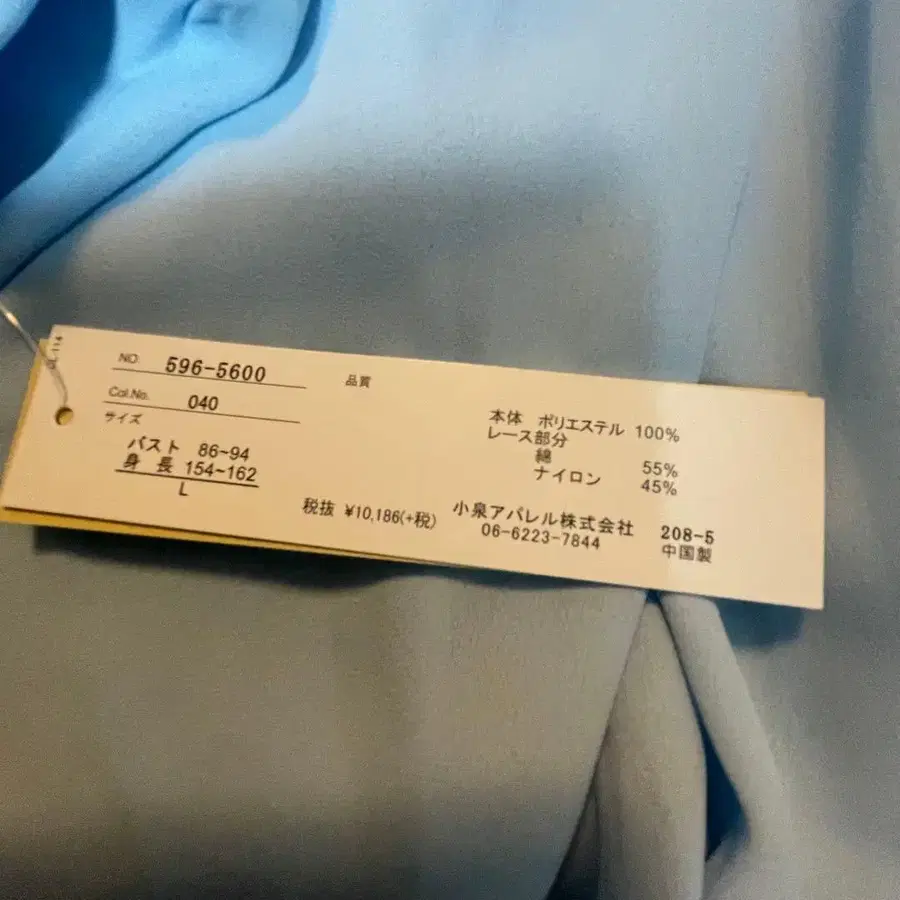 NO. 596-5600
Col.No. 040
サイズ
バスト 86-94
身長 154-162
L
品質
本体 ポリエステル 100%
レース部分
綿 55%
ナイロン 45%
税抜 ¥10,186(+税)
小泉アパレル株式会社 208-5
06-6223-7844 中国製